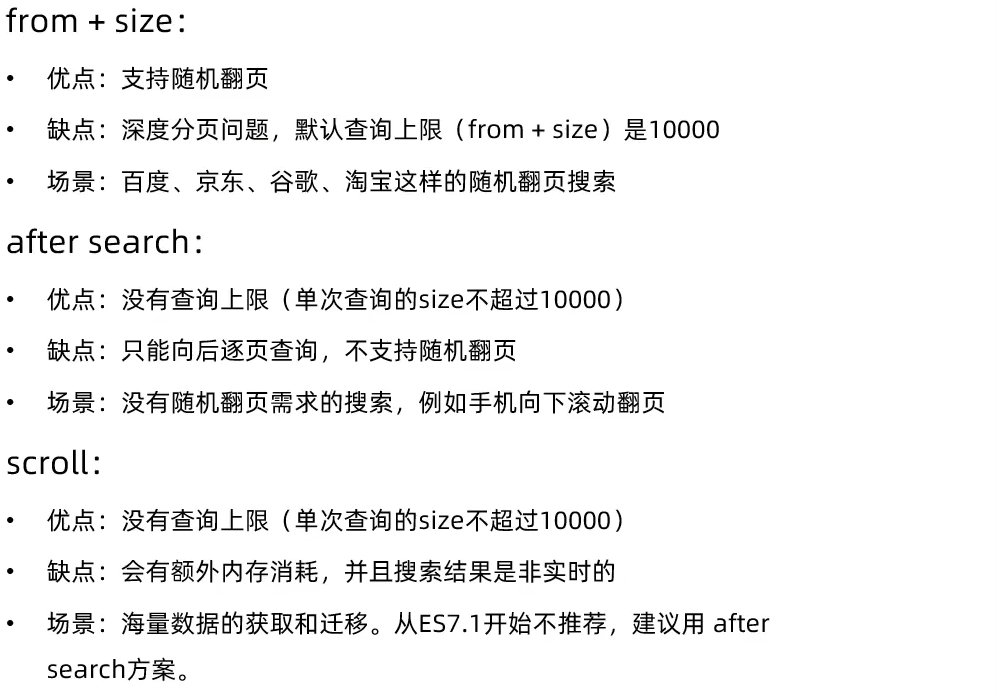 from + size：
• 优点：支持随机翻页
• 缺点：深度分页问题，默认查询上限（from + size）是10000
• 场景：百度、京东、谷歌、淘宝这样的随机翻页搜索
after search：
• 优点：没有查询上限（单次查询的size不超过10000）
• 缺点：只能向后逐页查询，不支持随机翻页
• 场景：没有随机翻页需求的搜索，例如手机向下滚动翻页
scroll：
• 优点：没有查询上限（单次查询的size不超过10000）
• 缺点：会有额外内存消耗，并且搜索结果是非实时的
• 场景：海量数据的获取和迁移。从ES7.1开始不推荐，建议用 after
search方案。